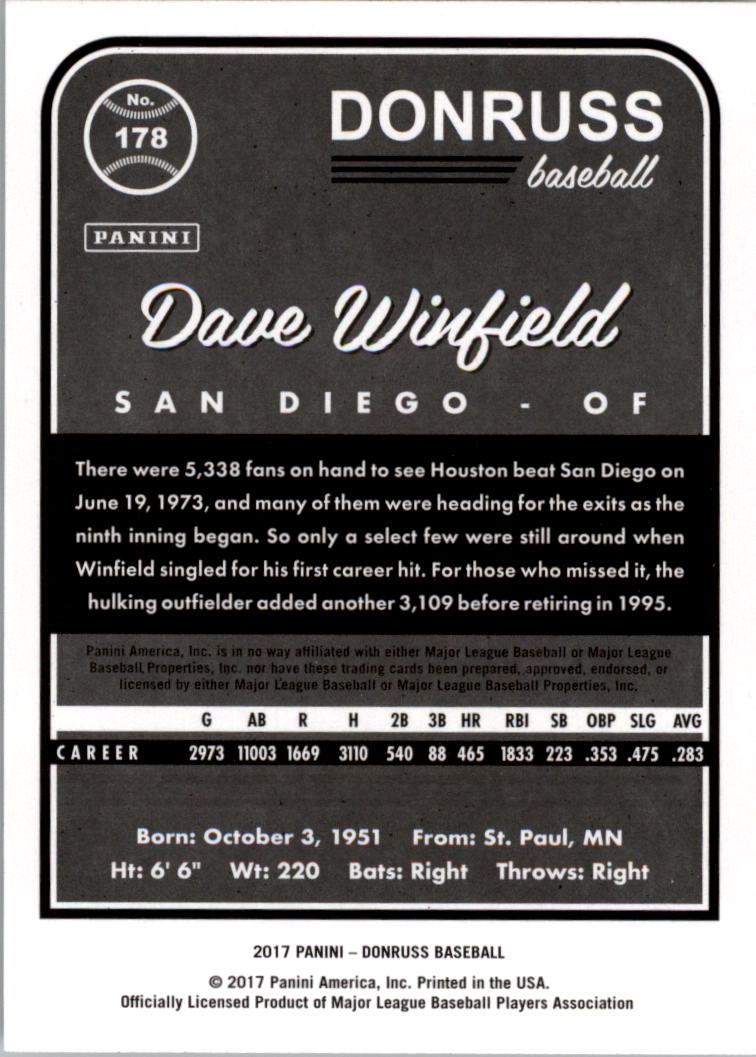 No.
178
DONRUSS
baseball
PANINI
Dave Winfield
SAN DIEGO - OF
There were 5,338 fans on hand to see Houston beat San Diego on
June 19, 1973, and many of them were heading for the exits as the
ninth inning began. So only a select few were still around when
Winfield singled for his first career hit. For those who missed it, the
hulking outfielder added another 3,109 before retiring in 1995.
Panini America, Inc. is in no way affiliated with either Major League Baseball or Major League
Baseball Properties, Inc. nor have these trading cards been prepared, approved, endorsed, or
licensed by either Major League Baseball or Major League Baseball Properties, Inc.
G AB R H 2B 3B HR RBI SB OBP SLG AVG
CAREER 2973 11003 1669 3110 540 88 465 1833 223 .353 .475 .283
Born: October 3, 1951 From: St. Paul, MN
Ht: 6' 6" Wt: 220 Bats: Right Throws: Right
2017 PANINI – DONRUSS BASEBALL
© 2017 Panini America, Inc. Printed in the USA.
Officially Licensed Product of Major League Baseball Players Association